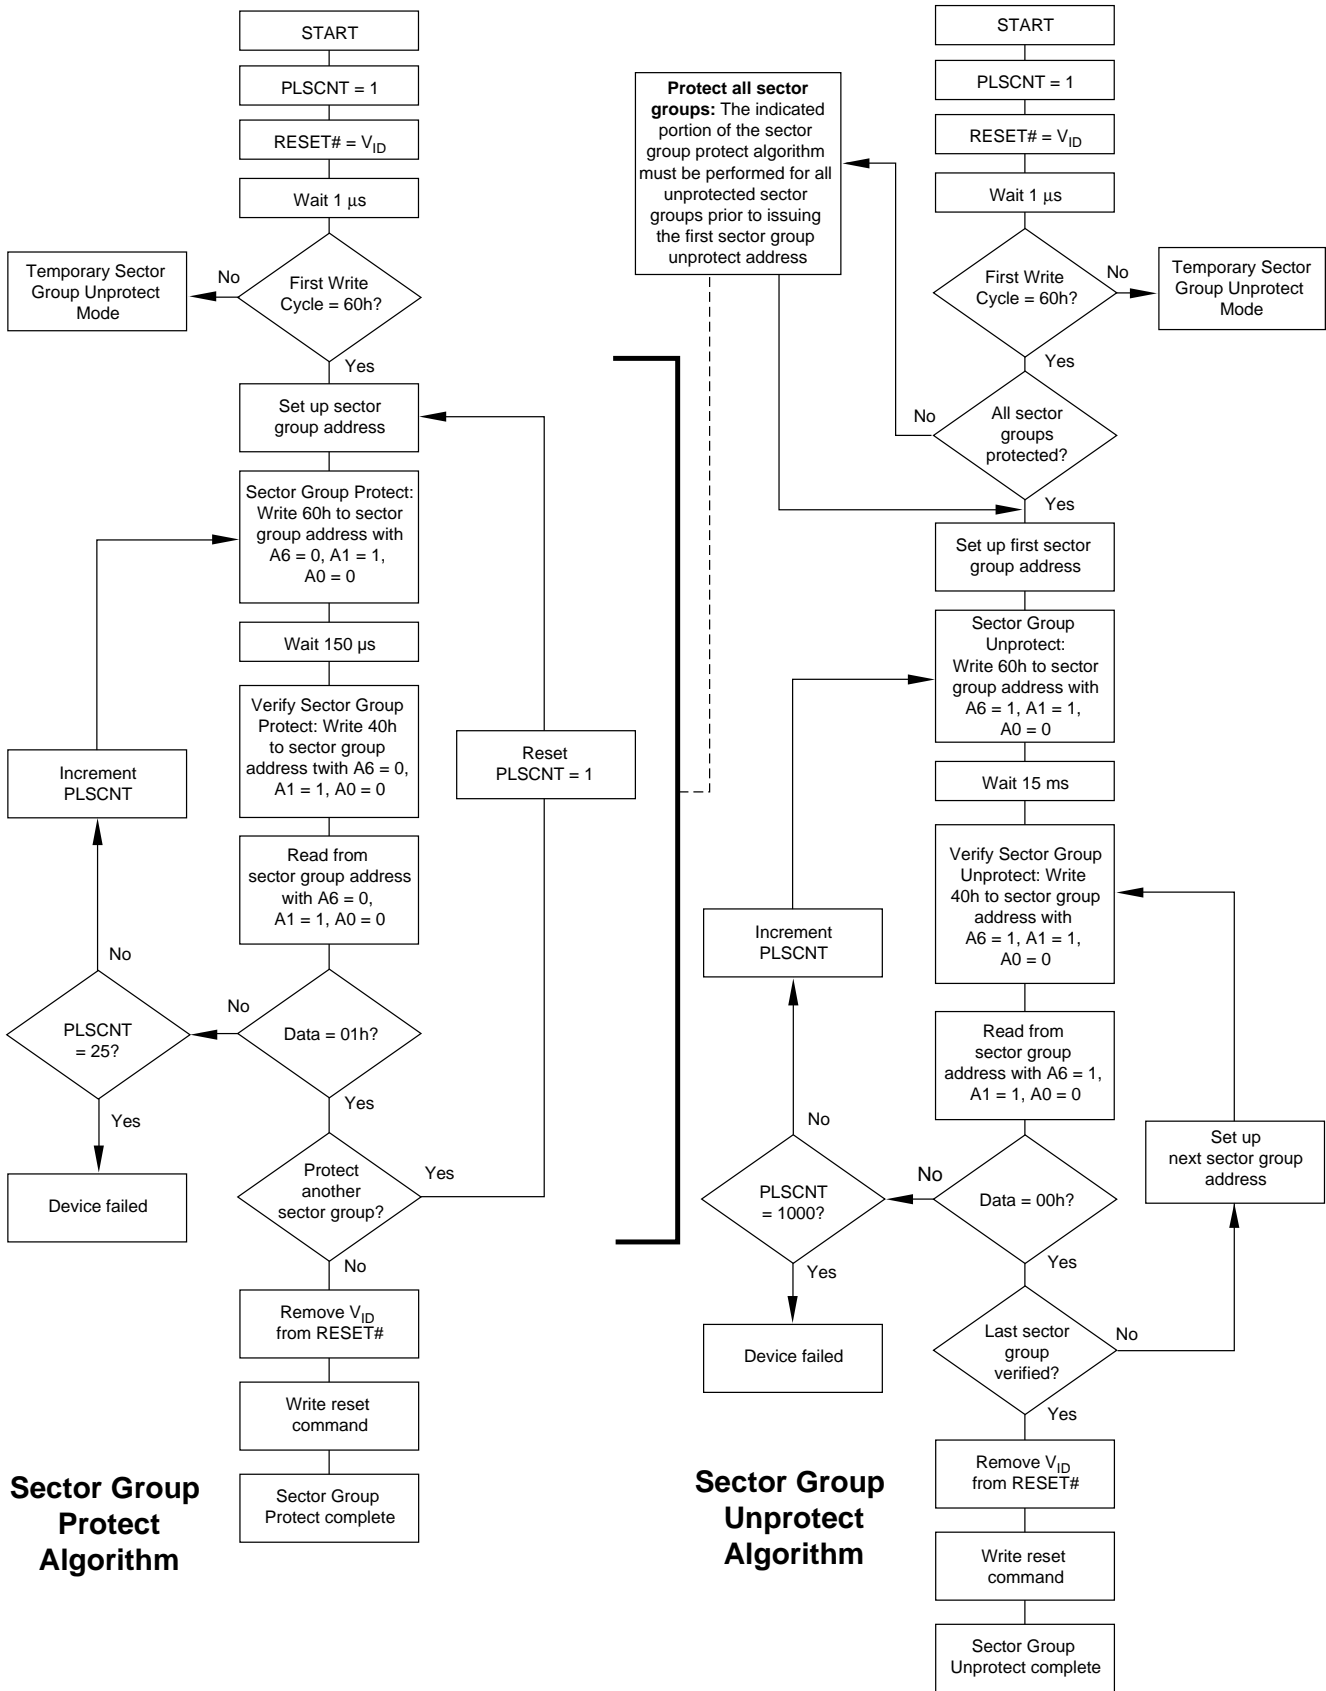 START
PLSCNT = 1
RESET# = VID
Wait 1 μs
First Write
Cycle = 60h?
No
Temporary Sector
Group Unprotect
Mode
Yes
Set up sector
group address
Sector Group Protect:
Write 60h to sector
group address with
A6 = 0, A1 = 1,
A0 = 0
Wait 150 µs
Verify Sector Group
Protect: Write 40h
to sector group
address twith A6 = 0,
A1 = 1, A0 = 0
Reset
PLSCNT = 1
Increment
PLSCNT
Read from
sector group address
with A6 = 0,
A1 = 1, A0 = 0
No
No
Data = 01h?
PLSCNT
= 25?
Yes
Yes
Device failed
Protect
another
sector group?
Yes
No
Remove VID
from RESET#
Write reset
command
Sector Group
Protect complete
Sector Group
Protect
Algorithm
Protect all sector
groups: The indicated
portion of the sector
group protect algorithm
must be performed for all
unprotected sector
groups prior to issuing
the first sector group
unprotect address
START
PLSCNT = 1
RESET# = VID
Wait 1 μs
First Write
Cycle = 60h?
No
Temporary Sector
Group Unprotect
Mode
Yes
No
All sector
groups
protected?
Yes
Set up first sector
group address
Sector Group
Unprotect:
Write 60h to sector
group address with
A6 = 1, A1 = 1,
A0 = 0
Wait 15 ms
Verify Sector Group
Unprotect: Write
40h to sector group
address with
A6 = 1, A1 = 1,
A0 = 0
Increment
PLSCNT
Read from
sector group
address with A6 = 1,
A1 = 1, A0 = 0
No
No
Data = 00h?
PLSCNT
= 1000?
Set up
next sector group
address
Yes
Yes
Device failed
Last sector
group
verified?
No
Yes
Remove VID
from RESET#
Write reset
command
Sector Group
Unprotect complete
Sector Group
Unprotect
Algorithm